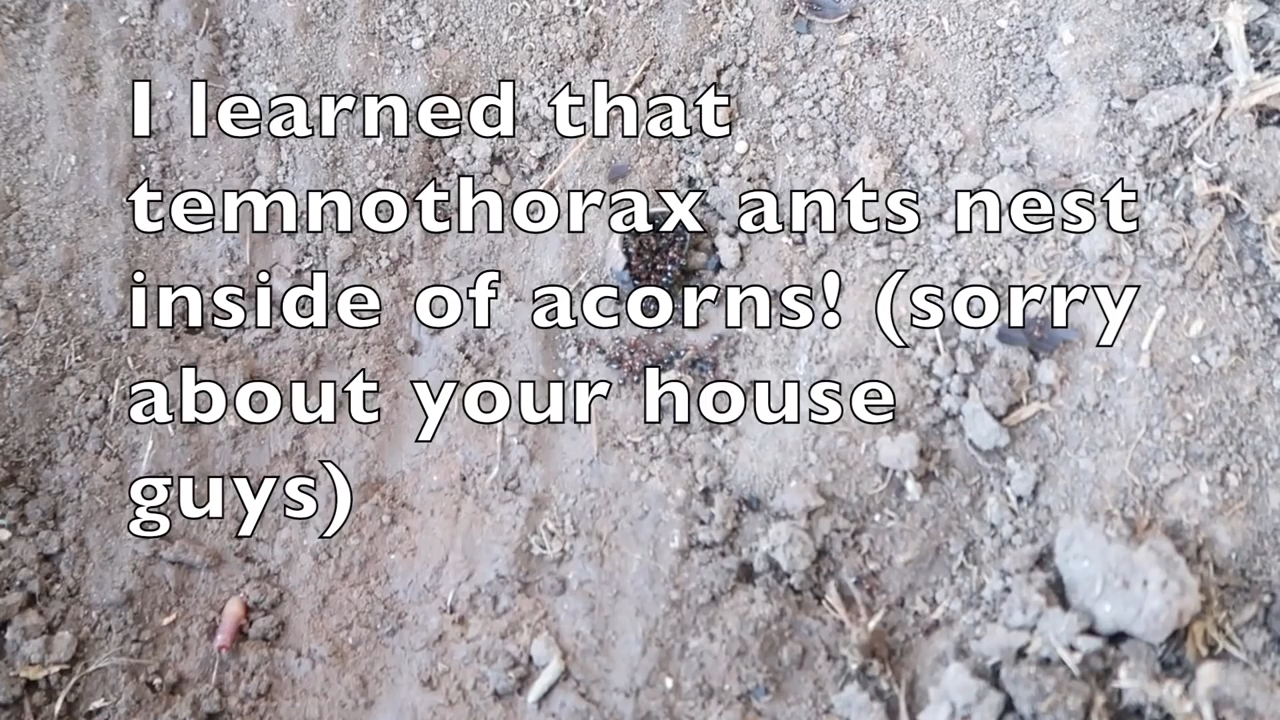 I learned that
temnothorax ants nest
inside of acorns! (sorry
about your house
guys)